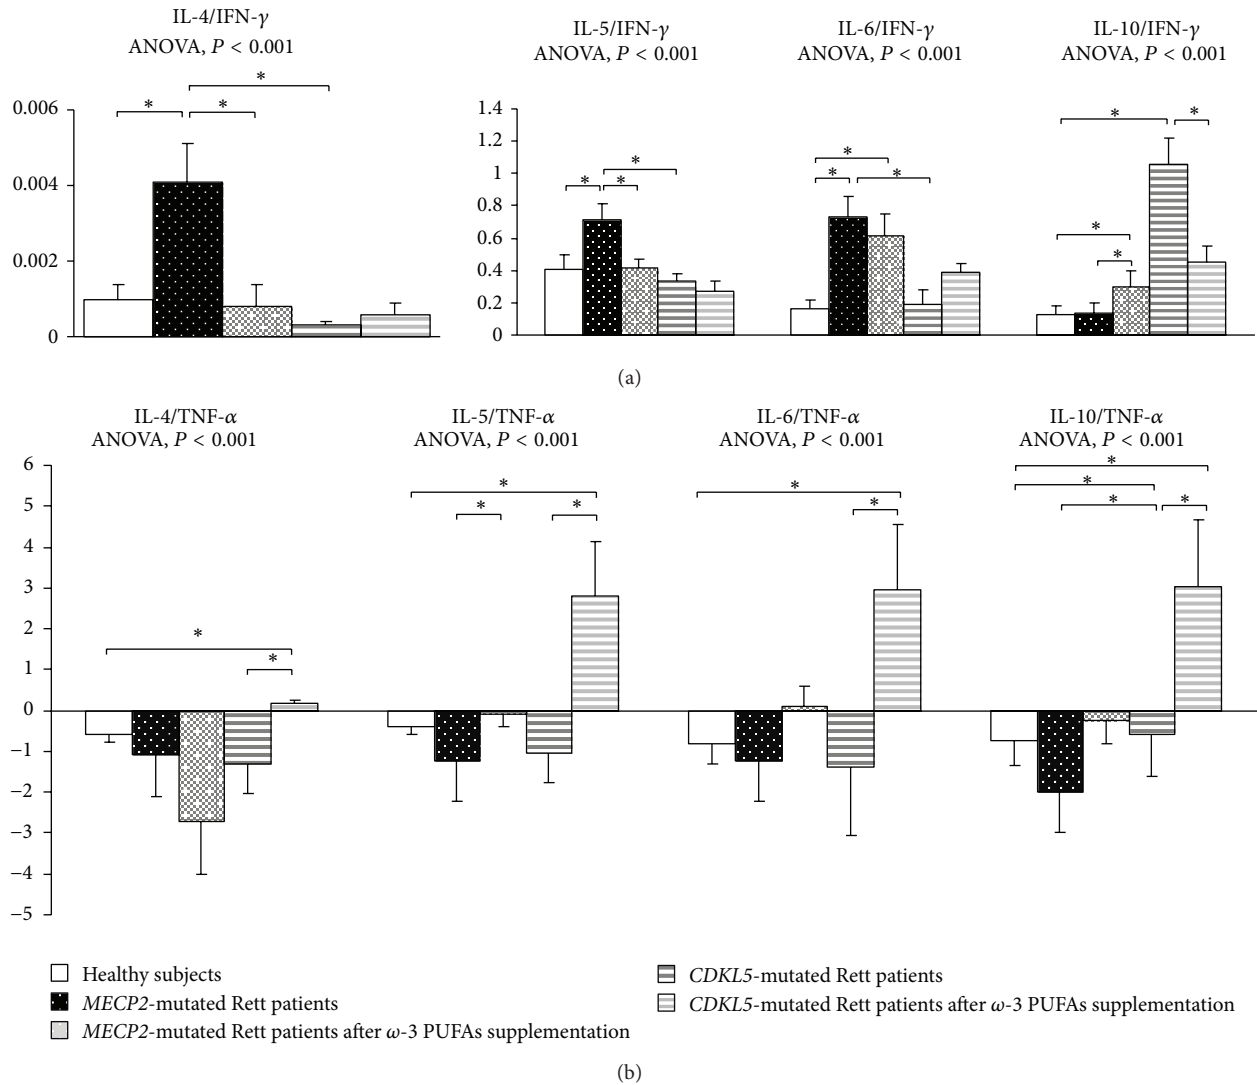 IL-4/IFN-γ
ANOVA, P < 0.001
IL-5/IFN-γ
ANOVA, P < 0.001
IL-6/IFN-γ
ANOVA, P < 0.001
IL-10/IFN-γ
ANOVA, P < 0.001
0.006
0.004
0.002
0
* * * 
1.4
1.2
1
0.8
0.6
0.4
0.2
0
* * *
* * *
* * * *
(a)
IL-4/TNF-α
ANOVA, P < 0.001
IL-5/TNF-α
ANOVA, P < 0.001
IL-6/TNF-α
ANOVA, P < 0.001
IL-10/TNF-α
ANOVA, P < 0.001
6
5
4
3
2
1
0
−1
−2
−3
−4
−5
* *
* * *
* *
* * * *
Healthy subjects
MECP2-mutated Rett patients
MECP2-mutated Rett patients after ω-3 PUFAs supplementation
CDKL5-mutated Rett patients
CDKL5-mutated Rett patients after ω-3 PUFAs supplementation
(b)